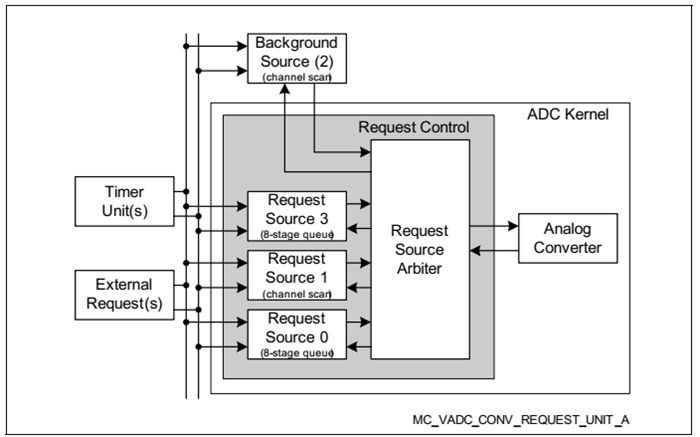 Background
Source (2)
(channel scan)
ADC Kernel
Request Control
Timer
Unit(s)
Request
Source 3
(8-stage queue)
Request
Source
Arbiter
Analog
Converter
Request
Source 1
(channel scan)
External
Request(s)
Request
Source 0
(8-stage queue)
MC_VADC_CONV_REQUEST_UNIT_A